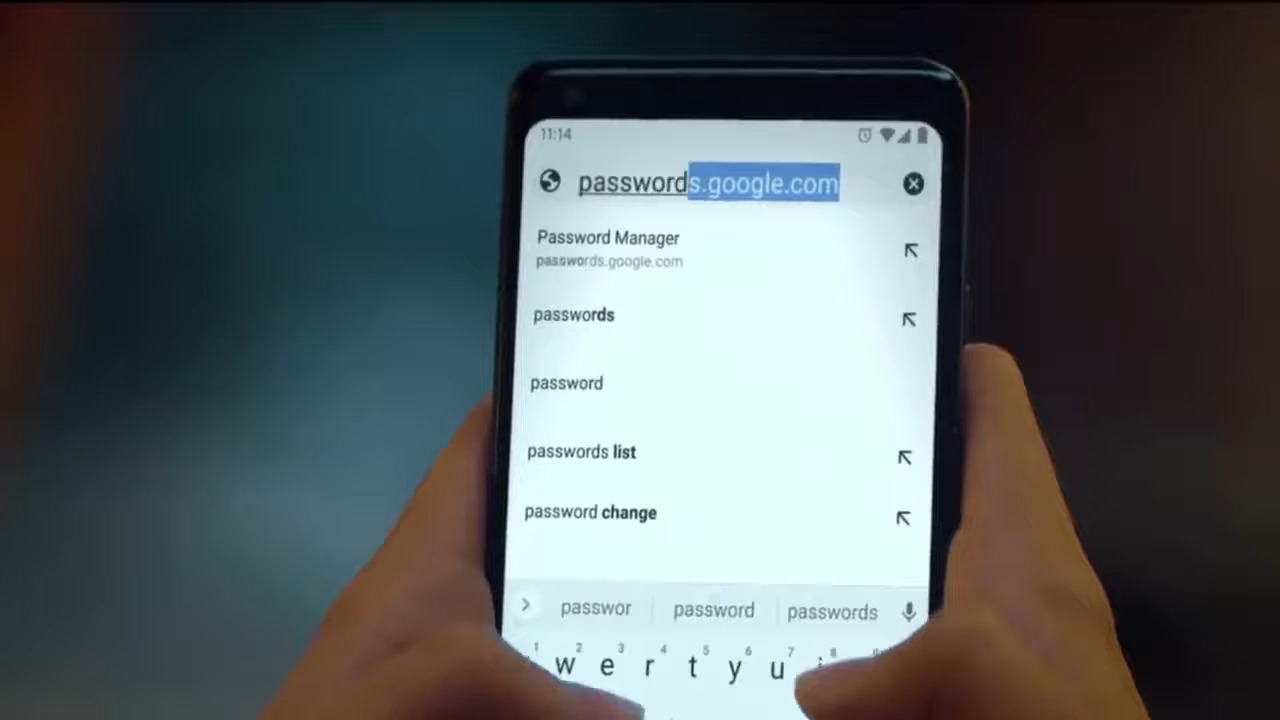 11:14
passwords.google.com
Password Manager
passwords.google.com
passwords
password
passwords list
password change
passwor password passwords
1 2 3 4 5 6 7 8
w e r t y u